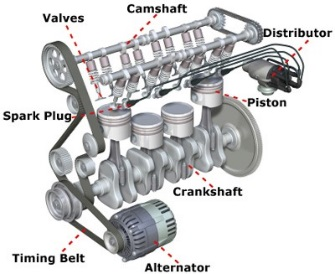 Camshaft
Valves
Distributor
Spark Plug
Piston
Crankshaft
Timing Belt
Alternator